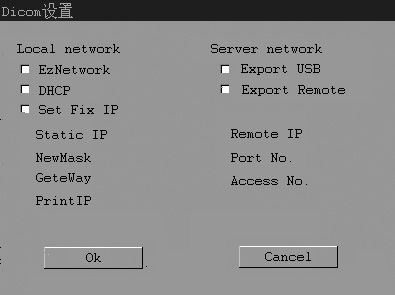 Dicom设置
Local network
EzNetwork
DHCP
Set Fix IP
Static IP
NewMask
GeteWay
PrintIP
Server network
Export USB
Export Remote
Remote IP
Port No.
Access No.
Ok
Cancel